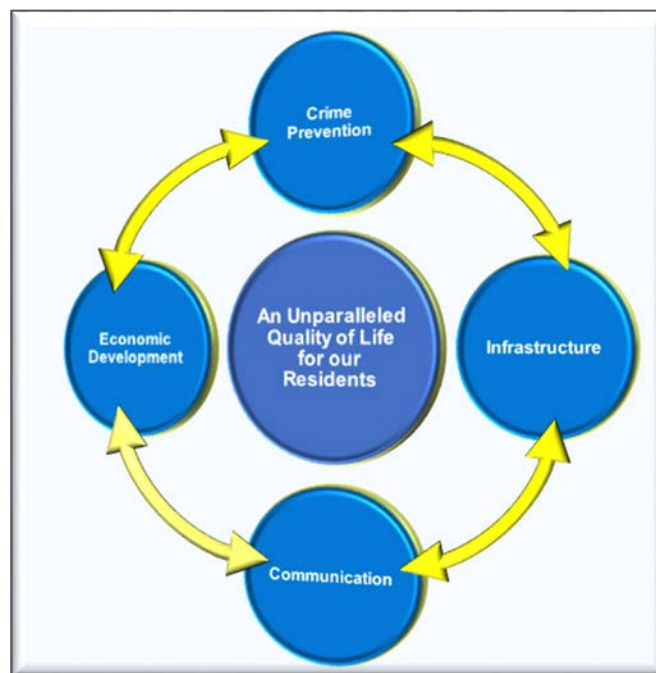 Crime
Prevention
An Unparalleled
Quality of Life
for our
Residents
Economic
Development
Infrastructure
Communication